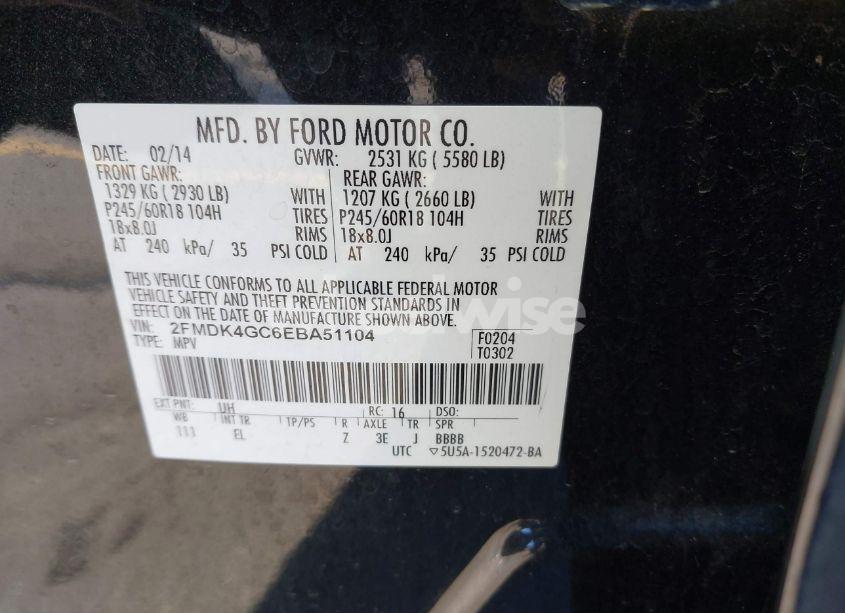 MFD. BY FORD MOTOR CO.
DATE: 02/14 GVWR: 2531 KG ( 5580 LB)
FRONT GAWR: REAR GAWR:
1329 KG ( 2930 LB) WITH 1207 KG ( 2660 LB) WITH
P245/60R18 104H TIRES P245/60R18 104H TIRES
18x8.0J RIMS 18x8.0J RIMS
AT 240 kPa/ 35 PSI COLD AT 240 kPa/ 35 PSI COLD
THIS VEHICLE CONFORMS TO ALL APPLICABLE FEDERAL MOTOR
VEHICLE SAFETY AND THEFT PREVENTION STANDARDS IN
EFFECT ON THE DATE OF MANUFACTURE SHOWN ABOVE.
VIN: 2FMDK4GC6EBA51104 F0204
TYPE: MPV T0302
EXT PNT: UH RC: 16 DSO:
WB INT TR TP/PS R AXLE TR SPR
111 EL Z 3E J BBBB
UTC ▽5U5A-1520472-BA